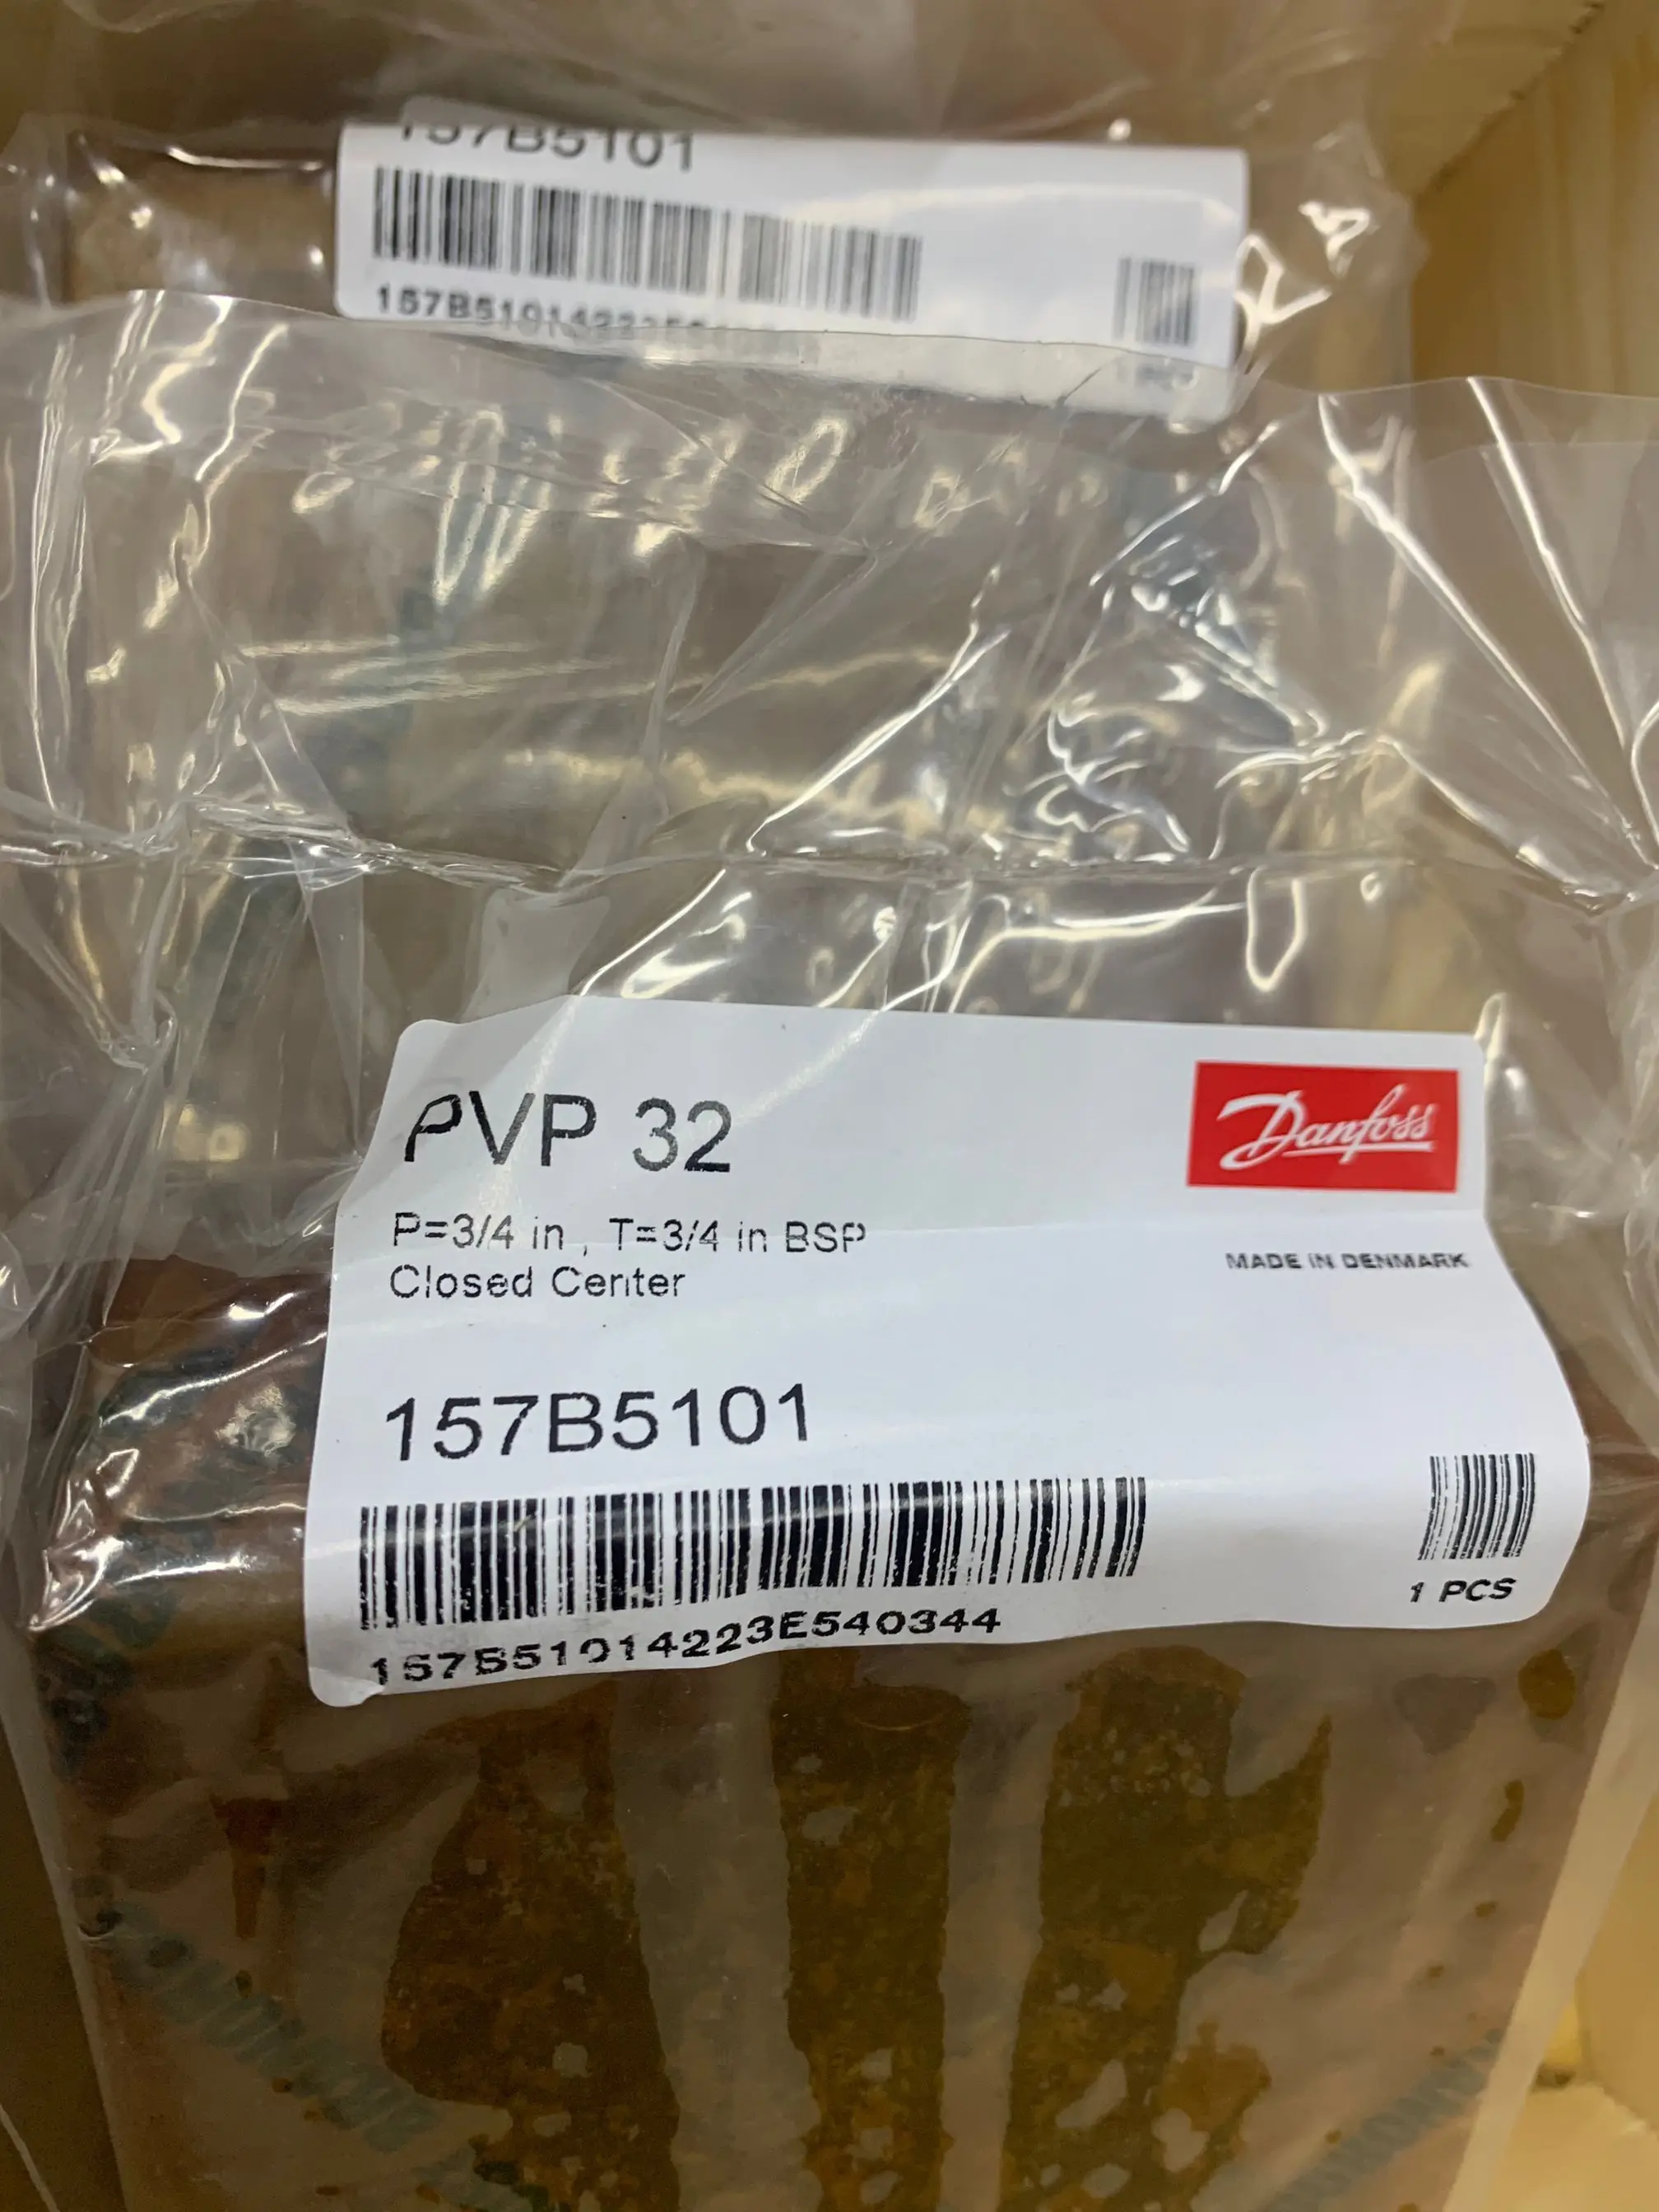 157B5101
PVP 32
Danfoss
P=3/4 in , T=3/4 in BSP
MADE IN DENMARK
Closed Center
157B5101
157B51014223E540344
1 PCS